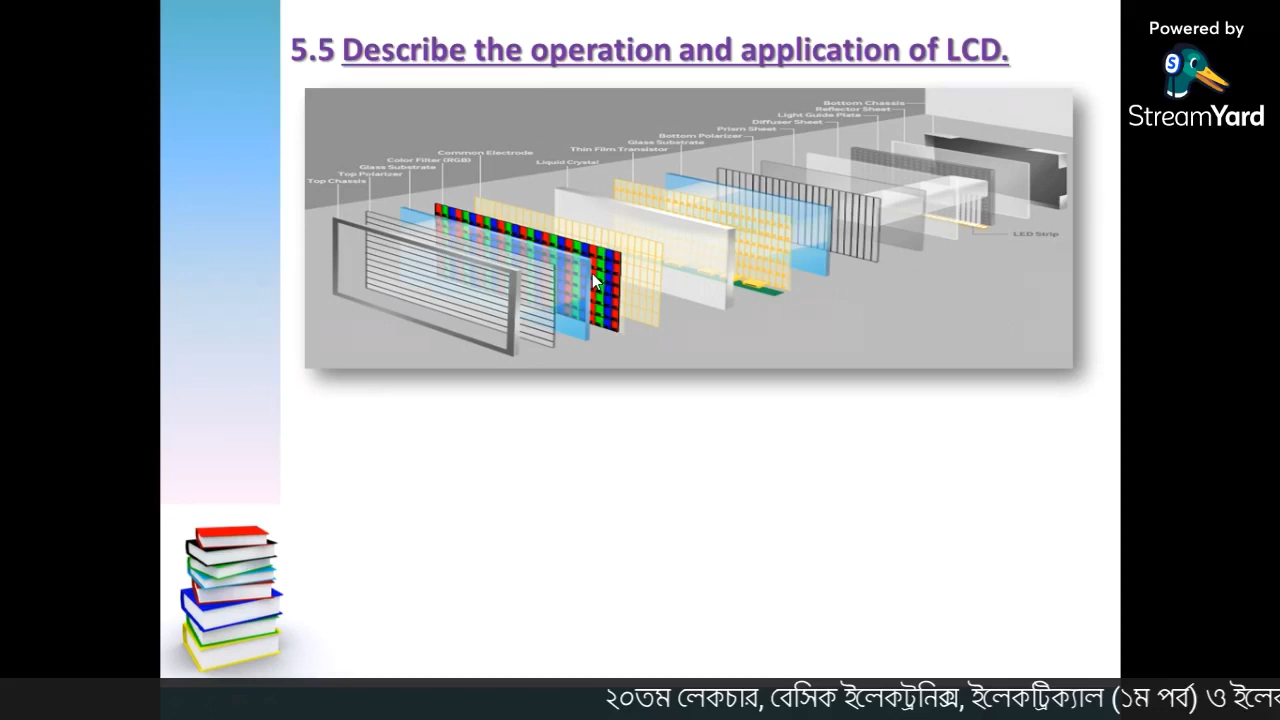 Powered by
StreamYard
5.5 Describe the operation and application of LCD.
Bottom Chassis
Reflector Sheet
Light Guide Plate
Diffuser Sheet
Prism Sheet
Bottom Polarizer
Glass Substrate
Thin Film Transistor
Liquid Crystal
Common Electrode
Color Filter (RGB)
Glass Substrate
Top Polarizer
Top Chassis
LED Strip
২০তম লেকচার, বেসিক ইলেকট্রনিক্স, ইলেকট্রিক্যাল (১ম পর্ব) ও ইলে